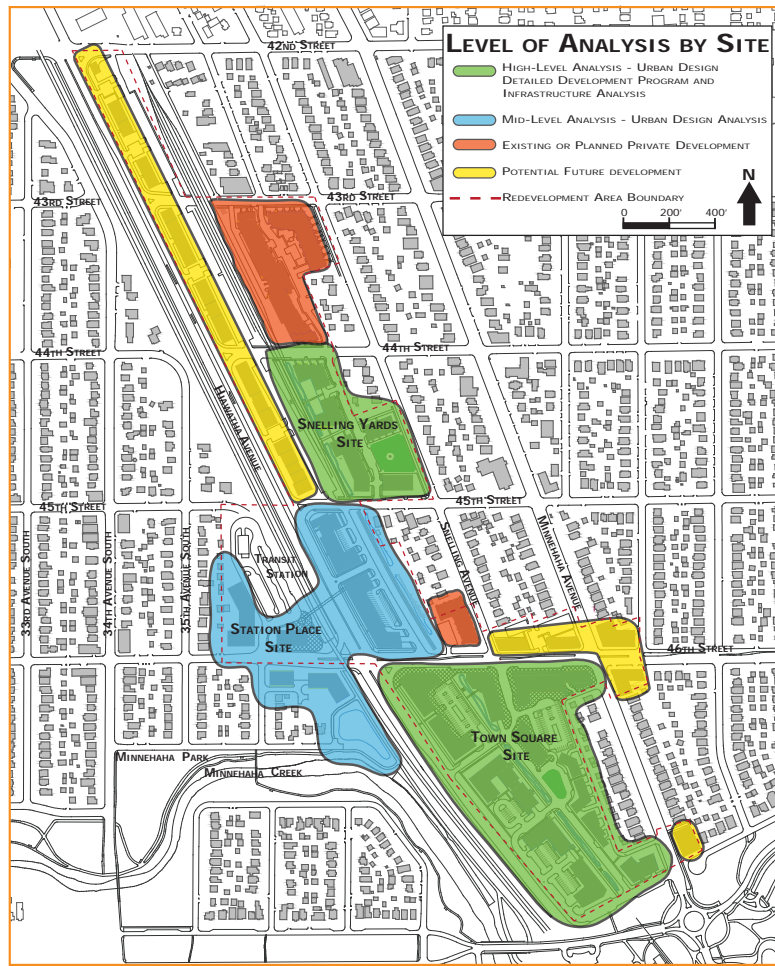 42nd Street
Level of Analysis by Site
High-Level Analysis - Urban Design
Detailed Development Program and
Infrastructure Analysis
Mid-Level Analysis - Urban Design Analysis
Existing or Planned Private Development
Potential Future development
Redevelopment Area Boundary
N
0 200' 400'
43rd Street
43rd Street
44th Street
44th Street
Hiawatha Avenue
Snelling Yards
Site
45th Street
45th Street
33rd Avenue South
34th Avenue South
35th Avenue South
Transit
Station
Snelling Avenue
Minnehaha Avenue
Station Place
Site
46th Street
Town Square
Site
Minnehaha Park
Minnehaha Creek